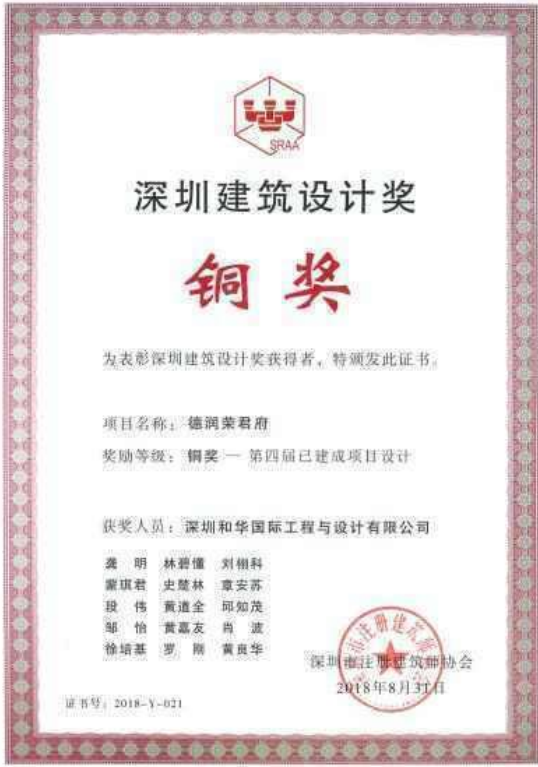 SRAA
深圳建筑设计奖
铜奖
为表彰深圳建筑设计奖获得者，特颁发此证书。
项目名称：德润荣君府
奖励等级：铜奖 — 第四届已建成项目设计
获奖人员：深圳和华国际工程与设计有限公司
龚 明 林碧懂 刘栩科
蒙琪君 史楚林 章安苏
段 伟 黄道全 邱知茂
邹 怡 黄嘉友 肖 波
徐培基 罗 刚 黄良华
深圳市注册建筑师协会
2018年8月31日
证书号：2018-Y-021